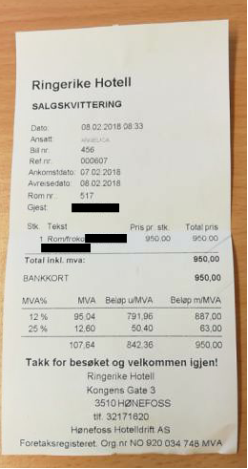 Ringerike Hotell
SALGSKVITTERING
Dato: 08.02.2018 08:33
Ansatt:
Bil nr. 456
Ref nr. 000607
Ankomstdato: 07.02.2018
Avreisedato: 08.02.2018
Rom nr.: 517
Gjest:
Stk. Tekst Pris pr. stk. Total pris
1 Rom/froko 950.00 950.00
Total inkl. mva: 950,00
BANKKORT 950,00
MVA% MVA Beløp u/MVA Beløp m/MVA
12 % 95,04 791,96 887,00
25 % 12,60 50,40 63,00
107,64 842,36 950,00
Takk for besøket og velkommen igjen!
Ringerike Hotell
Kongens Gate 3
3510 HØNEFOSS
tlf. 32171620
Hønefoss Hotelldrift AS
Foretaksregisteret. Org.nr NO 920 034 748 MVA